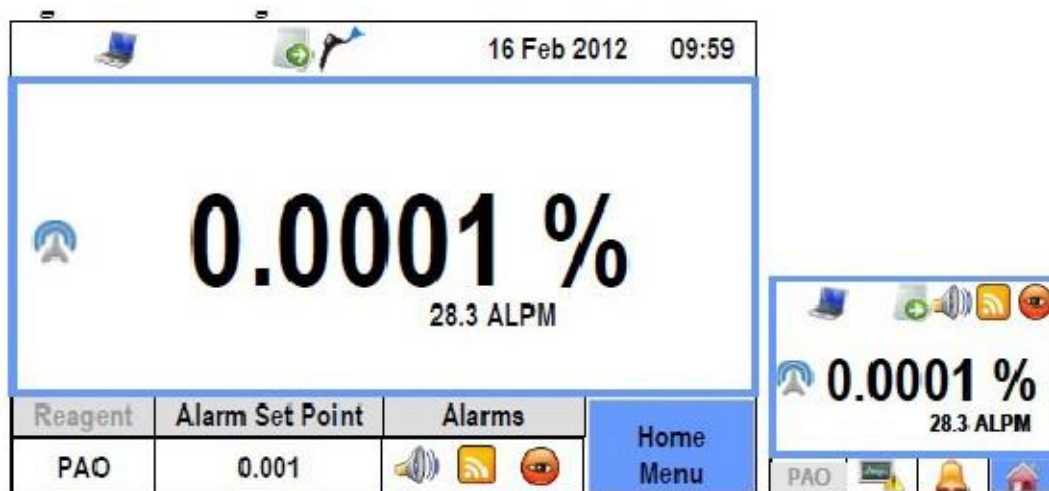 16 Feb 2012 09:59
0.0001 %
28.3 ALPM
Reagent Alarm Set Point Alarms
PAO 0.001
Home
Menu
0.0001 %
28.3 ALPM
PAO